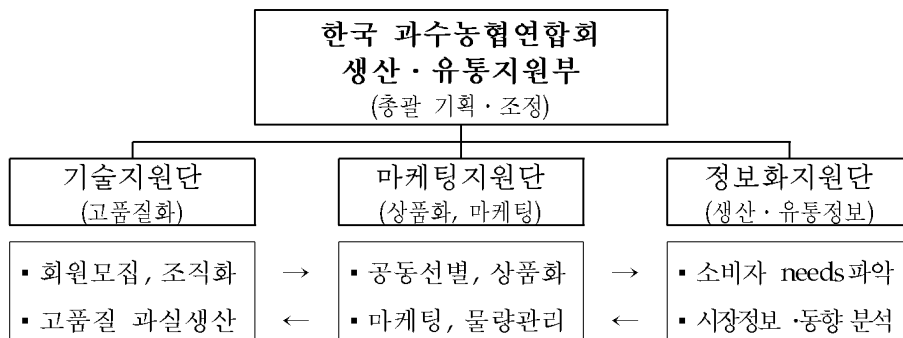 한국 과수농협연합회
생산·유통지원부
(총괄 기획·조정)
기술지원단
(고품질화)
마케팅지원단
(상품화, 마케팅)
정보화지원단
(생산·유통정보)
▪ 회원모집, 조직화 → ▪ 공동선별, 상품화 → ▪ 소비자 needs파악
▪ 고품질 과실생산 ← ▪ 마케팅, 물량관리 ← ▪ 시장정보 ·동향 분석